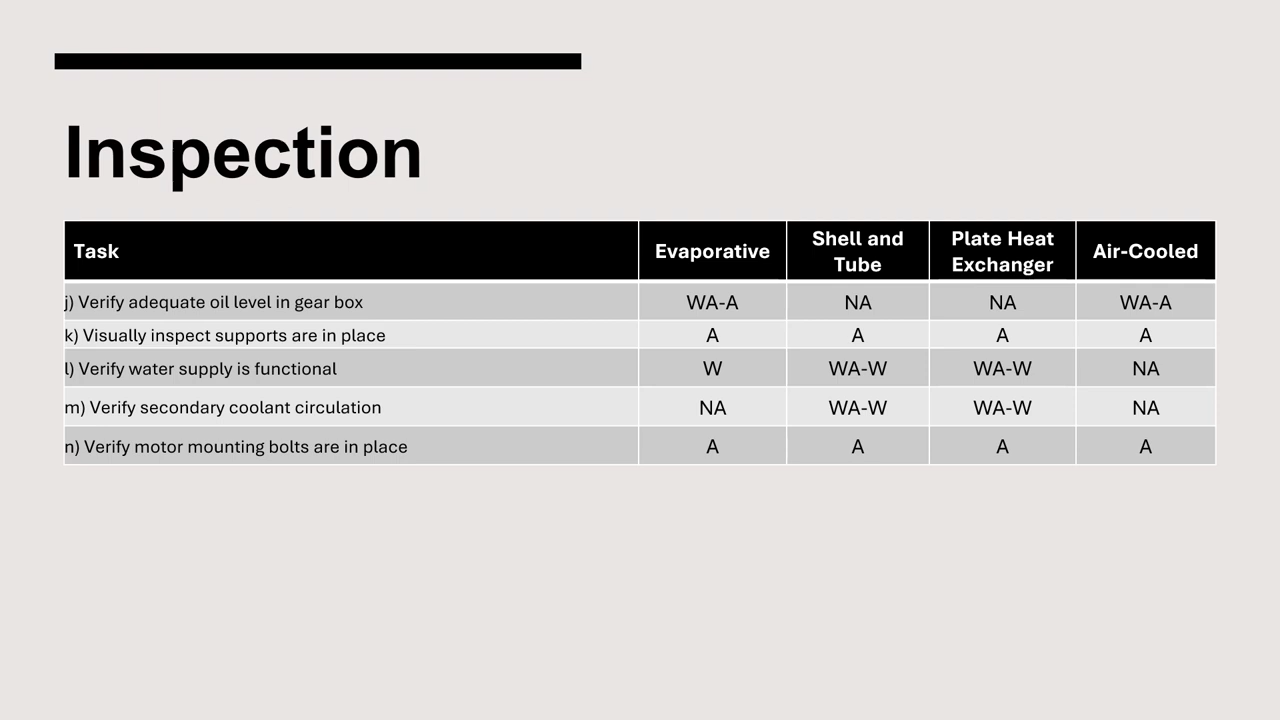 Inspection
Task Evaporative Shell and Tube Plate Heat Exchanger Air-Cooled
j) Verify adequate oil level in gear box WA-A NA NA WA-A
k) Visually inspect supports are in place A A A A
l) Verify water supply is functional W WA-W WA-W NA
m) Verify secondary coolant circulation NA WA-W WA-W NA
n) Verify motor mounting bolts are in place A A A A